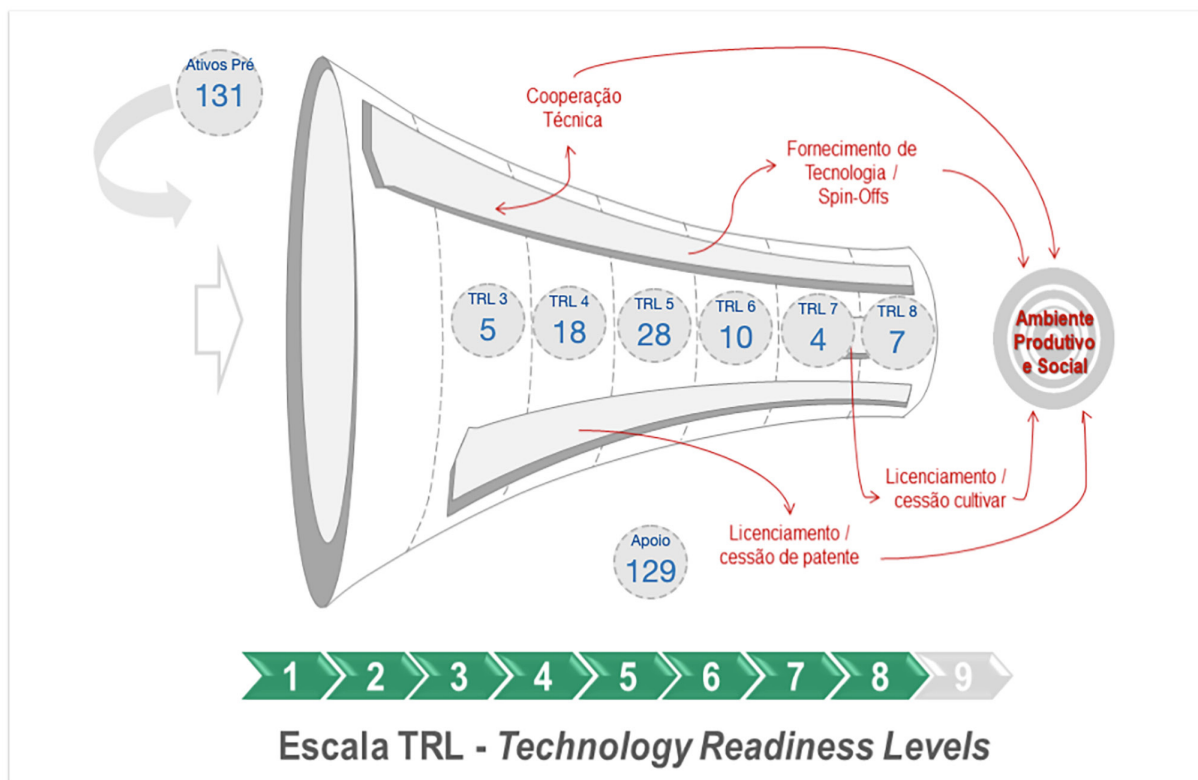 Ativos Pré
131
Cooperação
Técnica
Fornecimento de
Tecnologia /
Spin-Offs
TRL 3
5
TRL 4
18
TRL 5
28
TRL 6
10
TRL 7
4
TRL 8
7
Ambiente
Produtivo
e Social
Licenciamento /
cessão cultivar
Licenciamento /
cessão de patente
Apoio
129
1 2 3 4 5 6 7 8 9
Escala TRL - Technology Readiness Levels